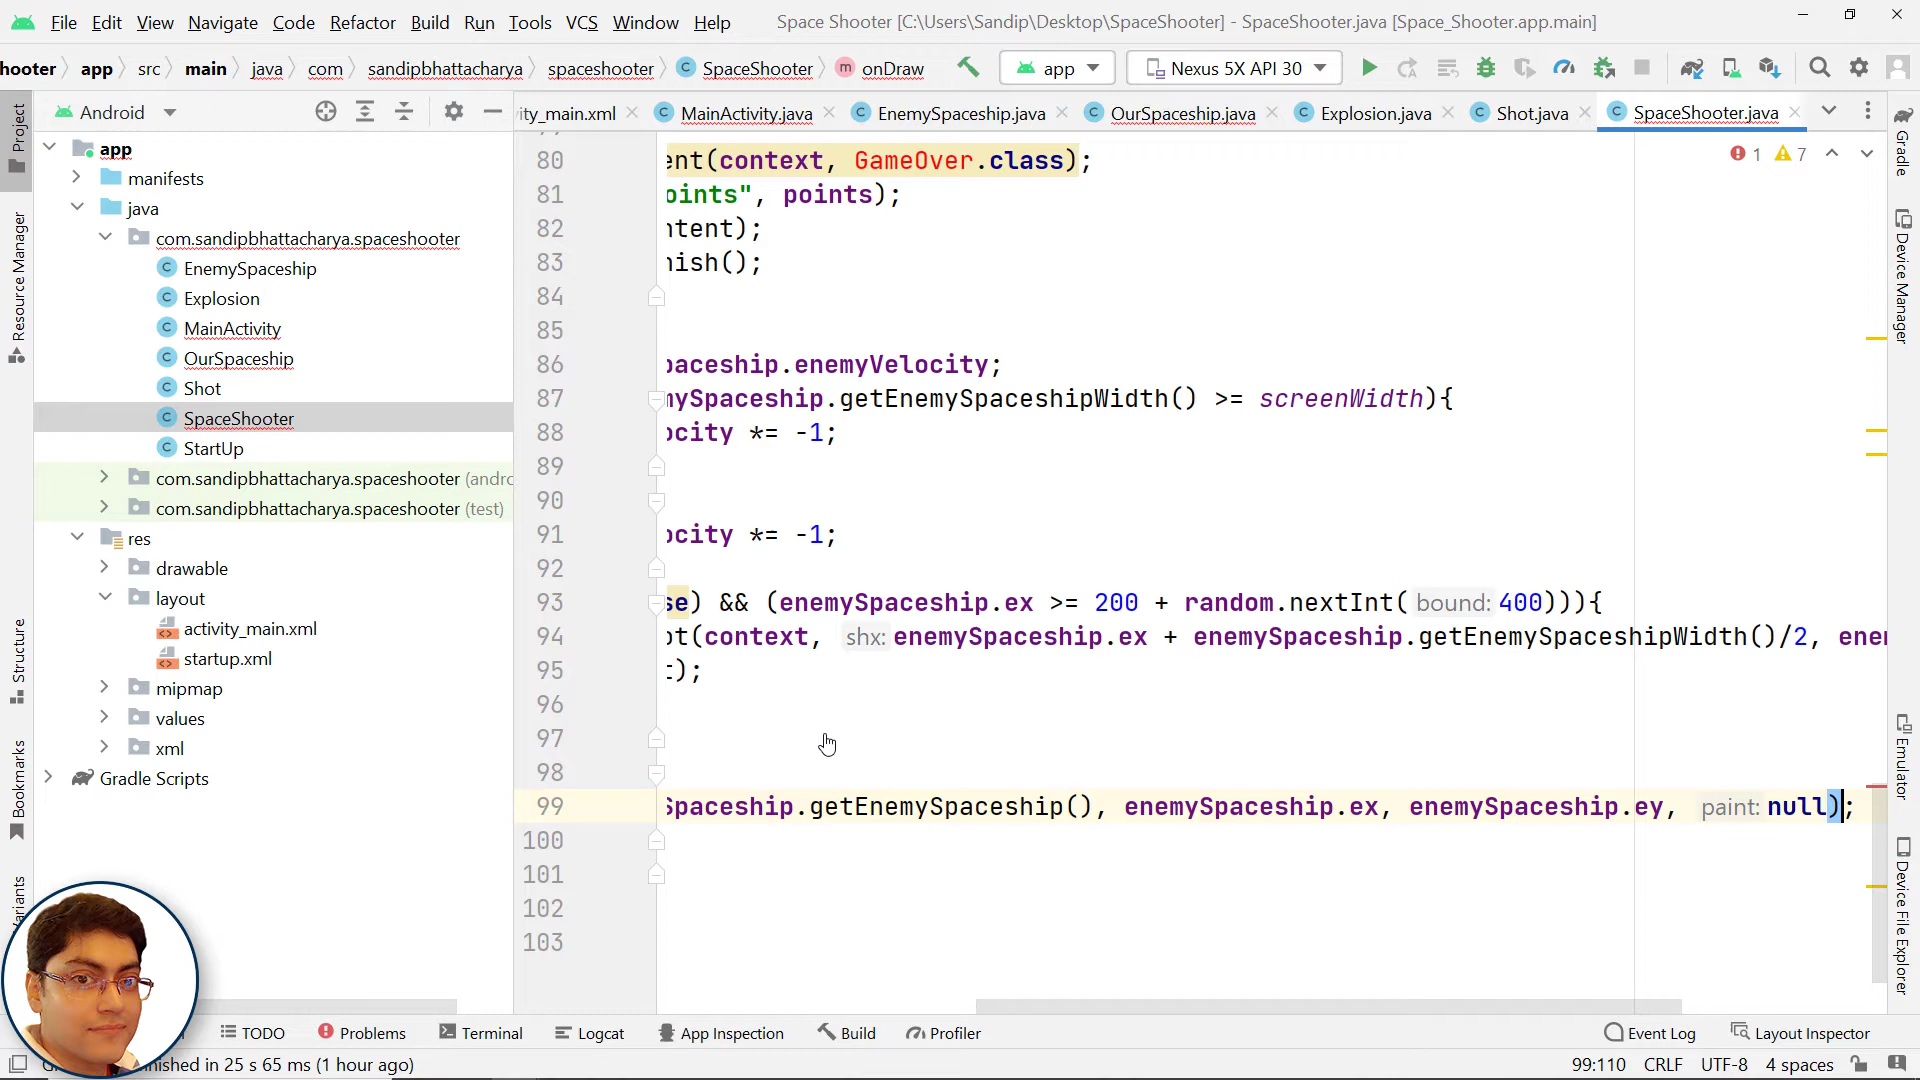 File Edit View Navigate Code Refactor Build Run Tools VCS Window Help Space Shooter [C:\Users\Sandip\Desktop\SpaceShooter] - SpaceShooter.java [Space_Shooter.app.main]
hooter app src main java com sandipbhattacharya spaceshooter SpaceShooter onDraw app Nexus 5X API 30
Android ity_main.xml MainActivity.java EnemySpaceship.java OurSpaceship.java Explosion.java Shot.java SpaceShooter.java
Project
Resource Manager
Structure
Bookmarks
app
manifests
java
com.sandipbhattacharya.spaceshooter
EnemySpaceship
Explosion
MainActivity
OurSpaceship
Shot
SpaceShooter
StartUp
com.sandipbhattacharya.spaceshooter (andro
com.sandipbhattacharya.spaceshooter (test)
res
drawable
layout
activity_main.xml
startup.xml
mipmap
values
xml
Gradle Scripts
1 7
80 ent(context, GameOver.class);
81 oints", points);
82 ntent);
83 nish();
84
85
86 paceship.enemyVelocity;
87 mySpaceship.getEnemySpaceshipWidth() >= screenWidth){
88 ocity *= -1;
89
90
91 ocity *= -1;
92
93 se) && (enemySpaceship.ex >= 200 + random.nextInt( bound: 400))){
94 ot(context, shx: enemySpaceship.ex + enemySpaceship.getEnemySpaceshipWidth()/2, enem
95 t);
96
97
98
99 Spaceship.getEnemySpaceship(), enemySpaceship.ex, enemySpaceship.ey, paint: null);
100
101
102
103
Gradle
Device Manager
Emulator
Device File Explorer
TODO Problems Terminal Logcat App Inspection Build Profiler Event Log Layout Inspector
nished in 25 s 65 ms (1 hour ago) 99:110 CRLF UTF-8 4 spaces